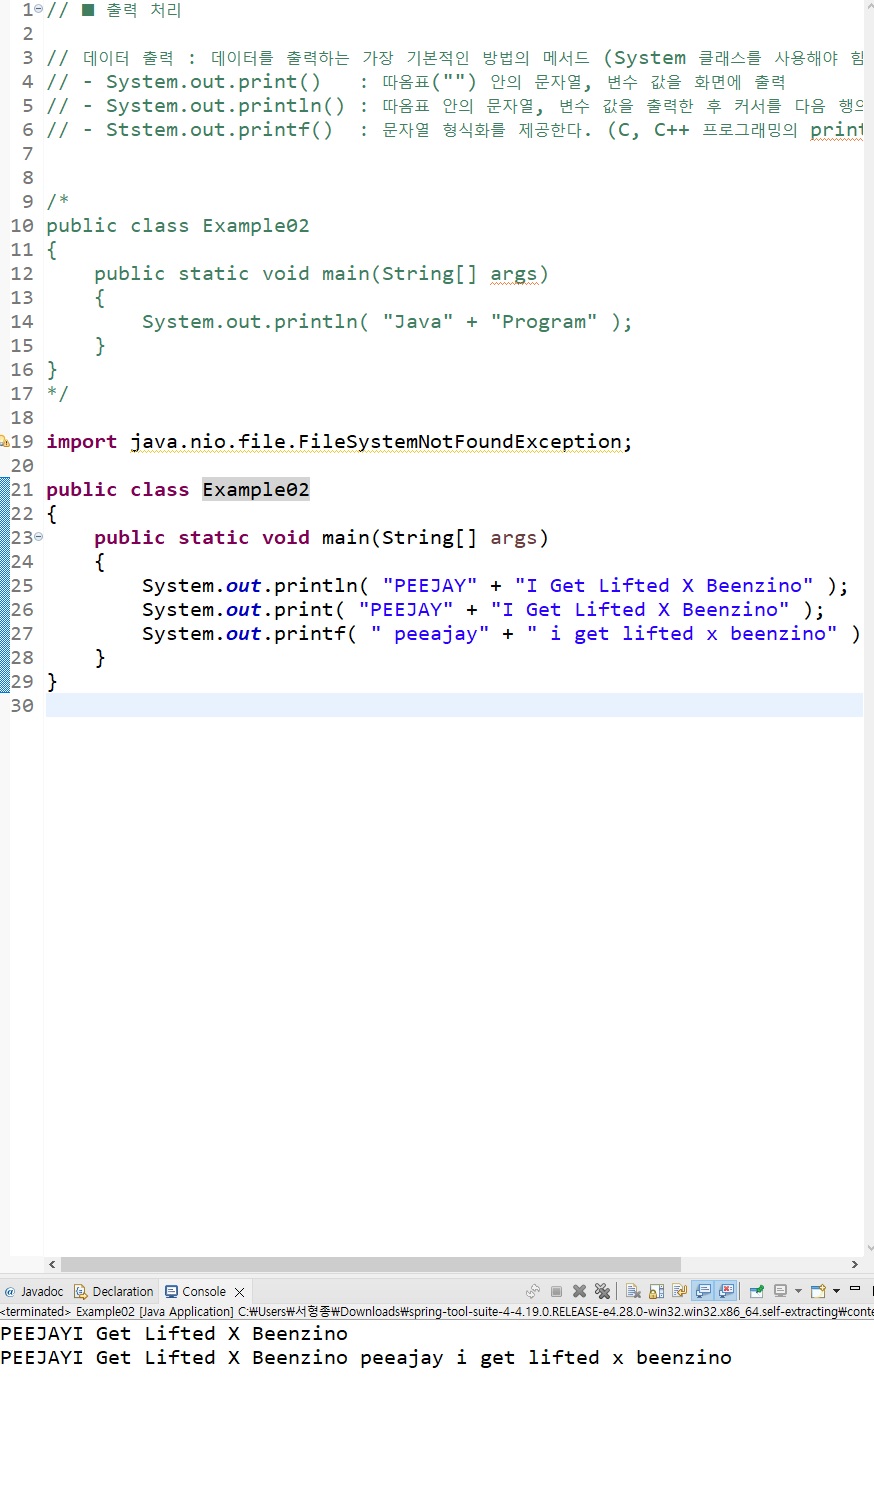 1 // ■ 출력 처리
2
3 // 데이터 출력 : 데이터를 출력하는 가장 기본적인 방법의 메서드 (System 클래스를 사용해야 함
4 // - System.out.print()   : 따옴표("") 안의 문자열, 변수 값을 화면에 출력
5 // - System.out.println() : 따옴표 안의 문자열, 변수 값을 출력한 후 커서를 다음 행으
6 // - Ststem.out.printf()  : 문자열 형식화를 제공한다. (C, C++ 프로그래밍의 print
7
8
9 /*
10 public class Example02
11 {
12     public static void main(String[] args)
13     {
14         System.out.println( "Java" + "Program" );
15     }
16 }
17 */
18
19 import java.nio.file.FileSystemNotFoundException;
20
21 public class Example02
22 {
23     public static void main(String[] args)
24     {
25         System.out.println( "PEEJAY" + "I Get Lifted X Beenzino" );
26         System.out.print( "PEEJAY" + "I Get Lifted X Beenzino" );
27         System.out.printf( " peeajay" + " i get lifted x beenzino" )
28     }
29 }
30
@ Javadoc Declaration Console
<terminated> Example02 [Java Application] C:₩Users₩서형종₩Downloads₩spring-tool-suite-4-4.19.0.RELEASE-e4.28.0-win32.win32.x86_64.self-extracting₩conte
PEEJAYI Get Lifted X Beenzino
PEEJAYI Get Lifted X Beenzino peeajay i get lifted x beenzino